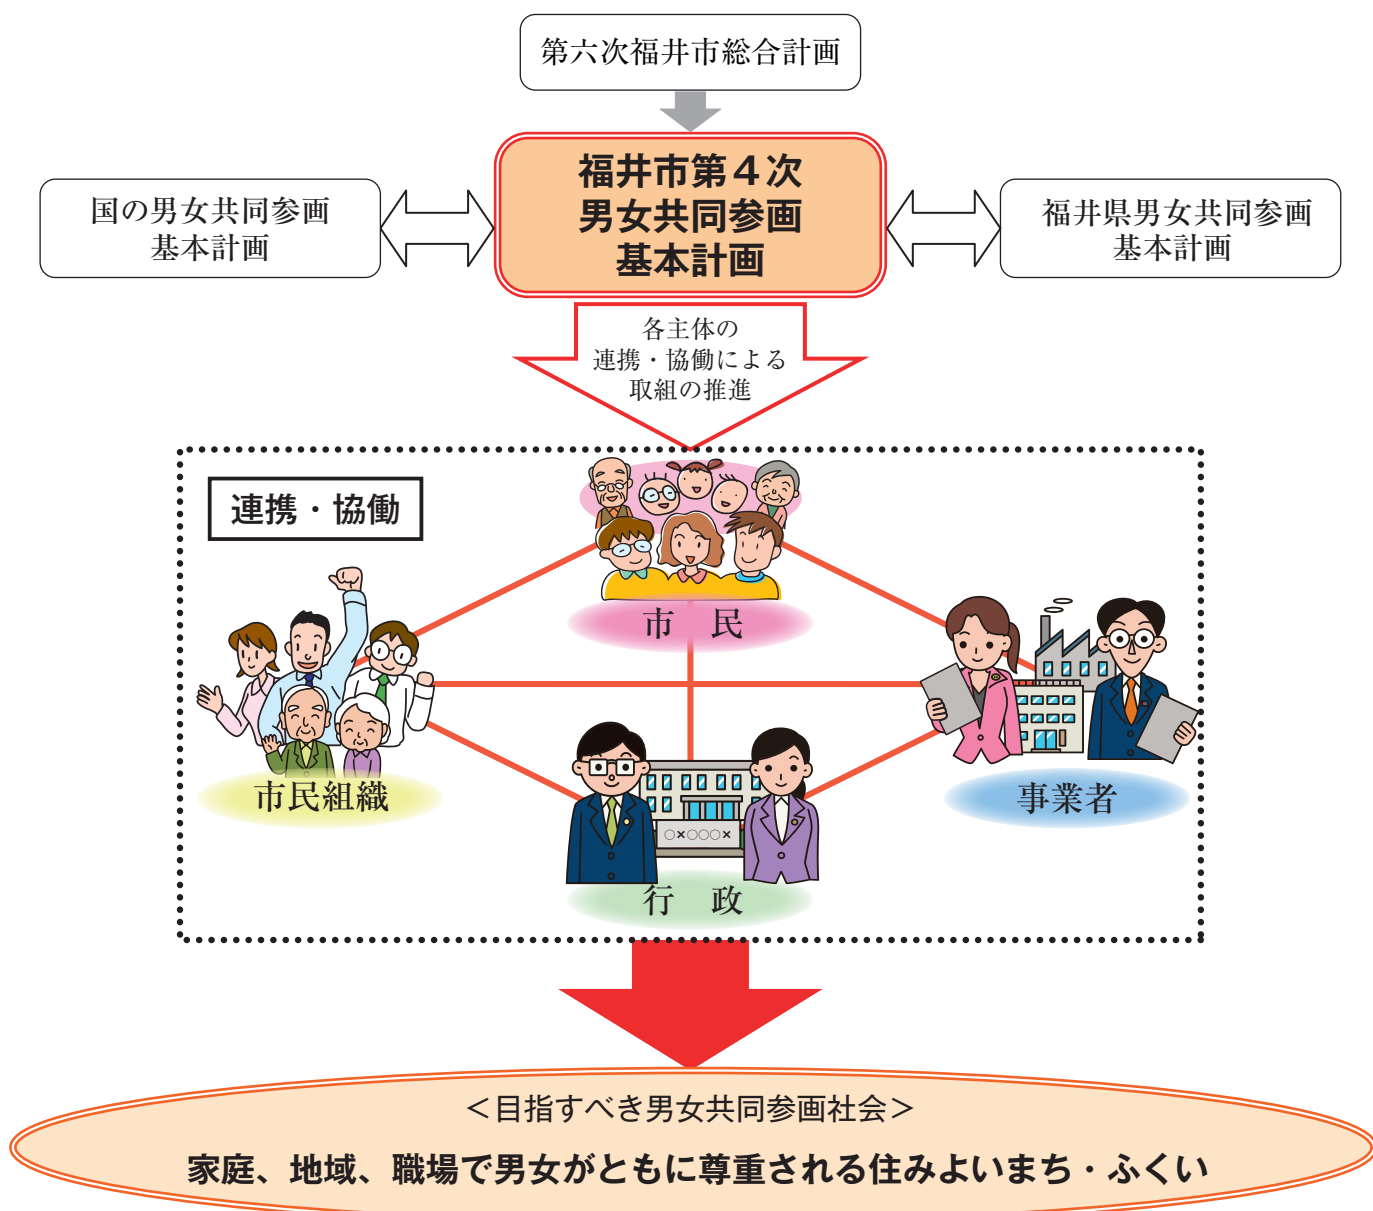 第六次福井市総合計画
福井市第４次
男女共同参画
基本計画
国の男女共同参画
基本計画
福井県男女共同参画
基本計画
各主体の
連携・協働による
取組の推進
連携・協働
市　民
市民組織
事業者
○×○○○×
行　政
＜目指すべき男女共同参画社会＞
家庭、地域、職場で男女がともに尊重される住みよいまち・ふくい